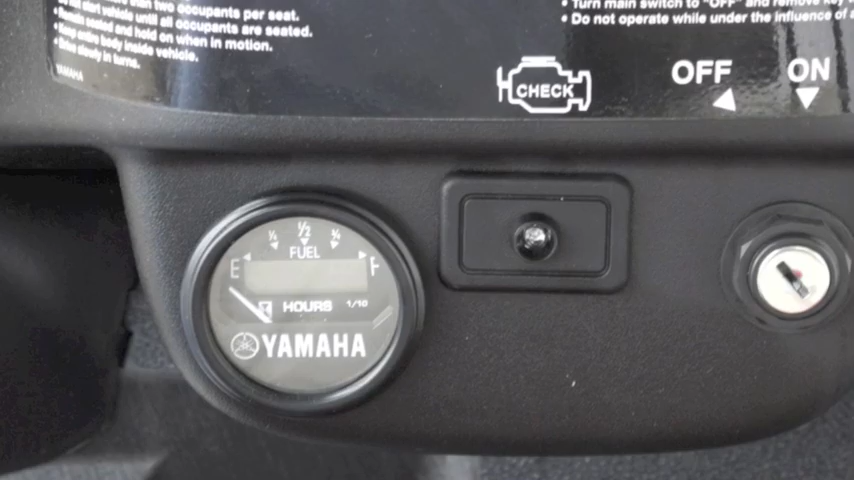 than two occupants per seat.
start vehicle until all occupants are seated.
• Remain seated and hold on when in motion.
• Keep entire body inside vehicle.
• Drive slowly in turns.
YAMAHA
• Turn main switch to "OFF" and remove key
• Do not operate while under the influence of
CHECK
OFF
ON
1/4 1/2 3/4
FUEL
E F
HOURS 1/10
YAMAHA